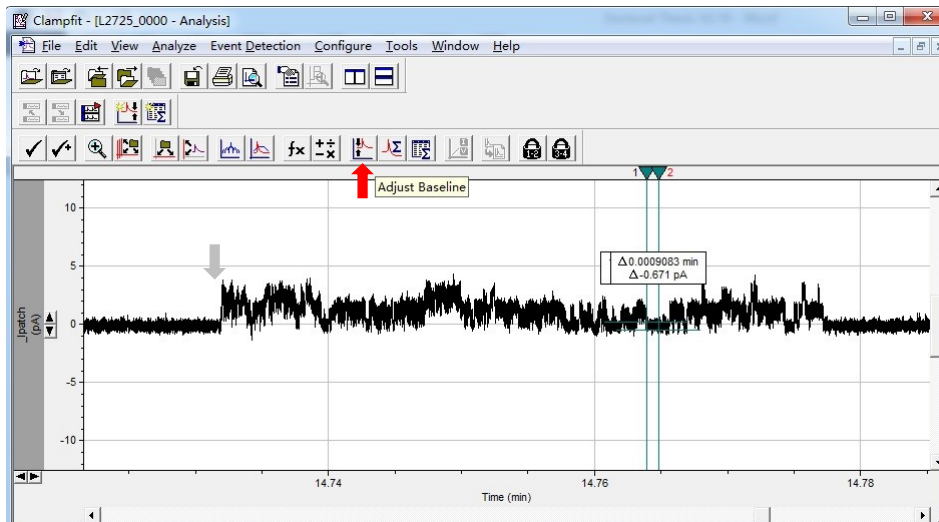 Clampfit - [L2725_0000 - Analysis]
File Edit View Analyze Event Detection Configure Tools Window Help
Adjust Baseline
1 2
10
5
0
-5
-10
Ipatch
(pA)
Δ0.0009083 min
Δ-0.671 pA
14.74 14.76 14.78
Time (min)